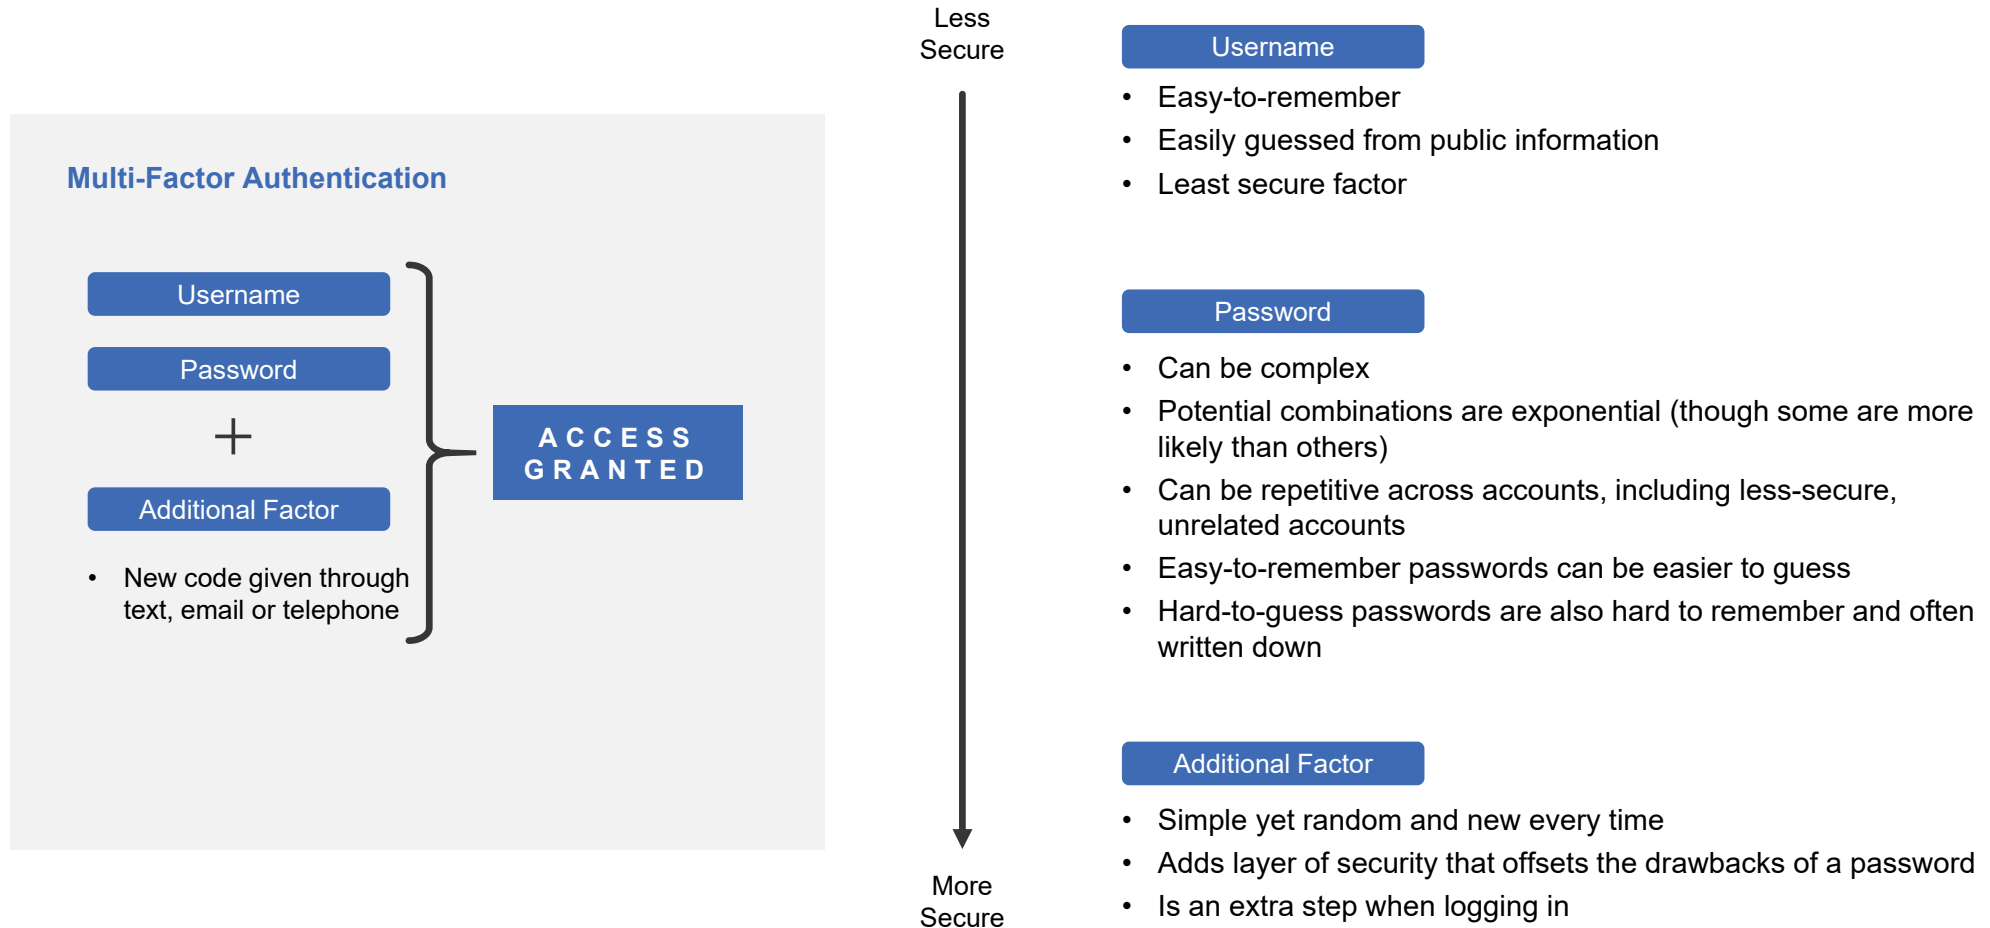 Multi-Factor Authentication
Username
Password
+
Additional Factor
• New code given through
text, email or telephone
ACCESS
GRANTED
Less
Secure
More
Secure
Username
• Easy-to-remember
• Easily guessed from public information
• Least secure factor
Password
• Can be complex
• Potential combinations are exponential (though some are more
likely than others)
• Can be repetitive across accounts, including less-secure,
unrelated accounts
• Easy-to-remember passwords can be easier to guess
• Hard-to-guess passwords are also hard to remember and often
written down
Additional Factor
• Simple yet random and new every time
• Adds layer of security that offsets the drawbacks of a password
• Is an extra step when logging in